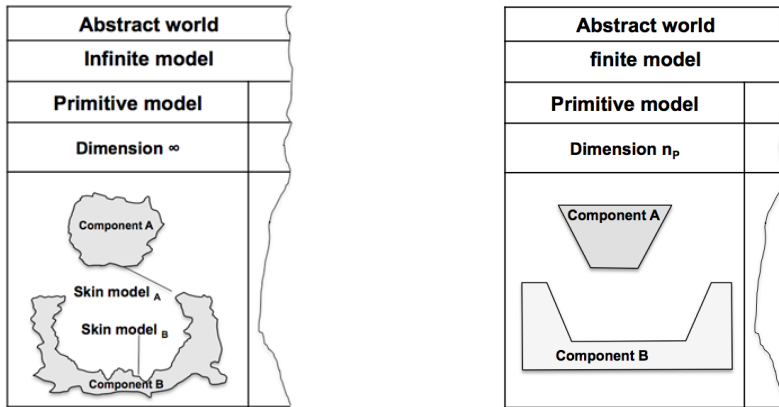 Abstract world
Infinite model
Primitive model
Dimension ∞
Component A
Skin model A
Skin model B
Component B
Abstract world
finite model
Primitive model
Dimension nP
Component A
Component B